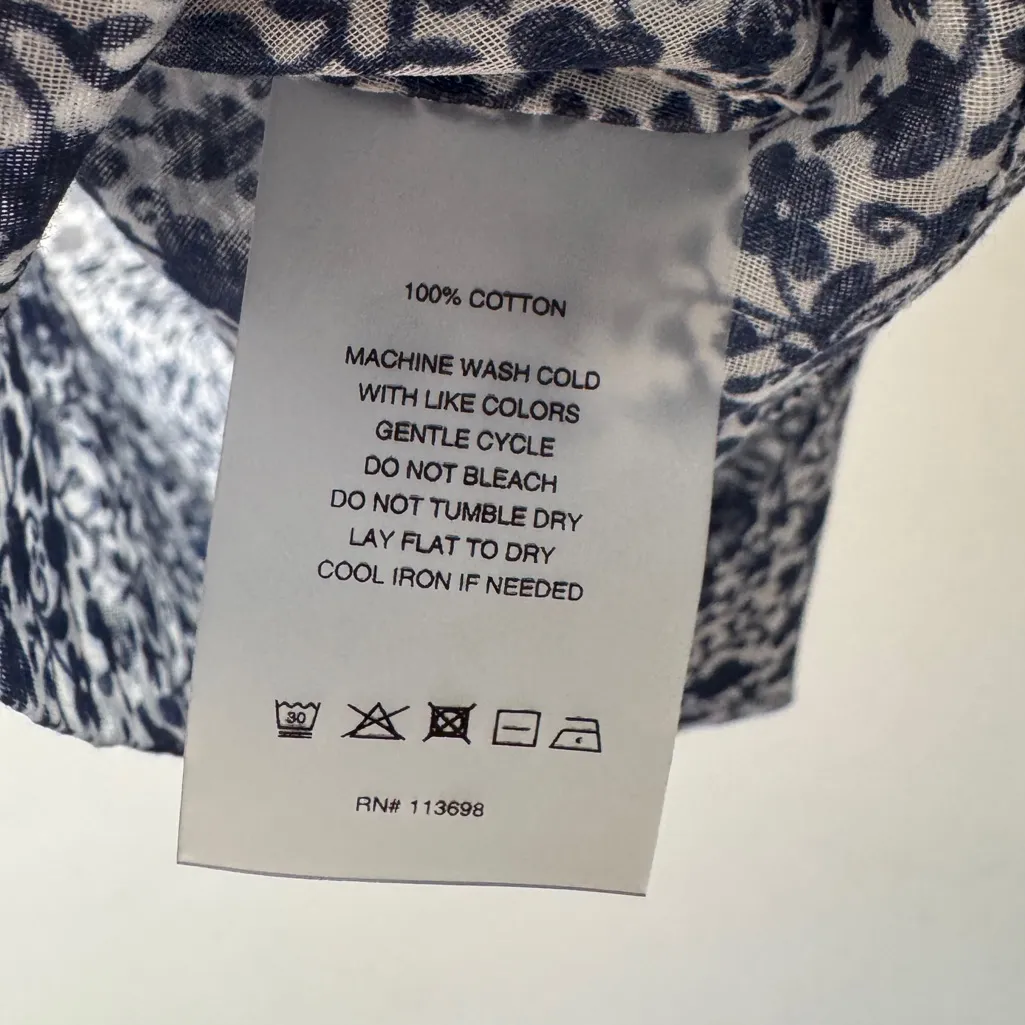 100% COTTON
MACHINE WASH COLD
WITH LIKE COLORS
GENTLE CYCLE
DO NOT BLEACH
DO NOT TUMBLE DRY
LAY FLAT TO DRY
COOL IRON IF NEEDED
30
RN# 113698